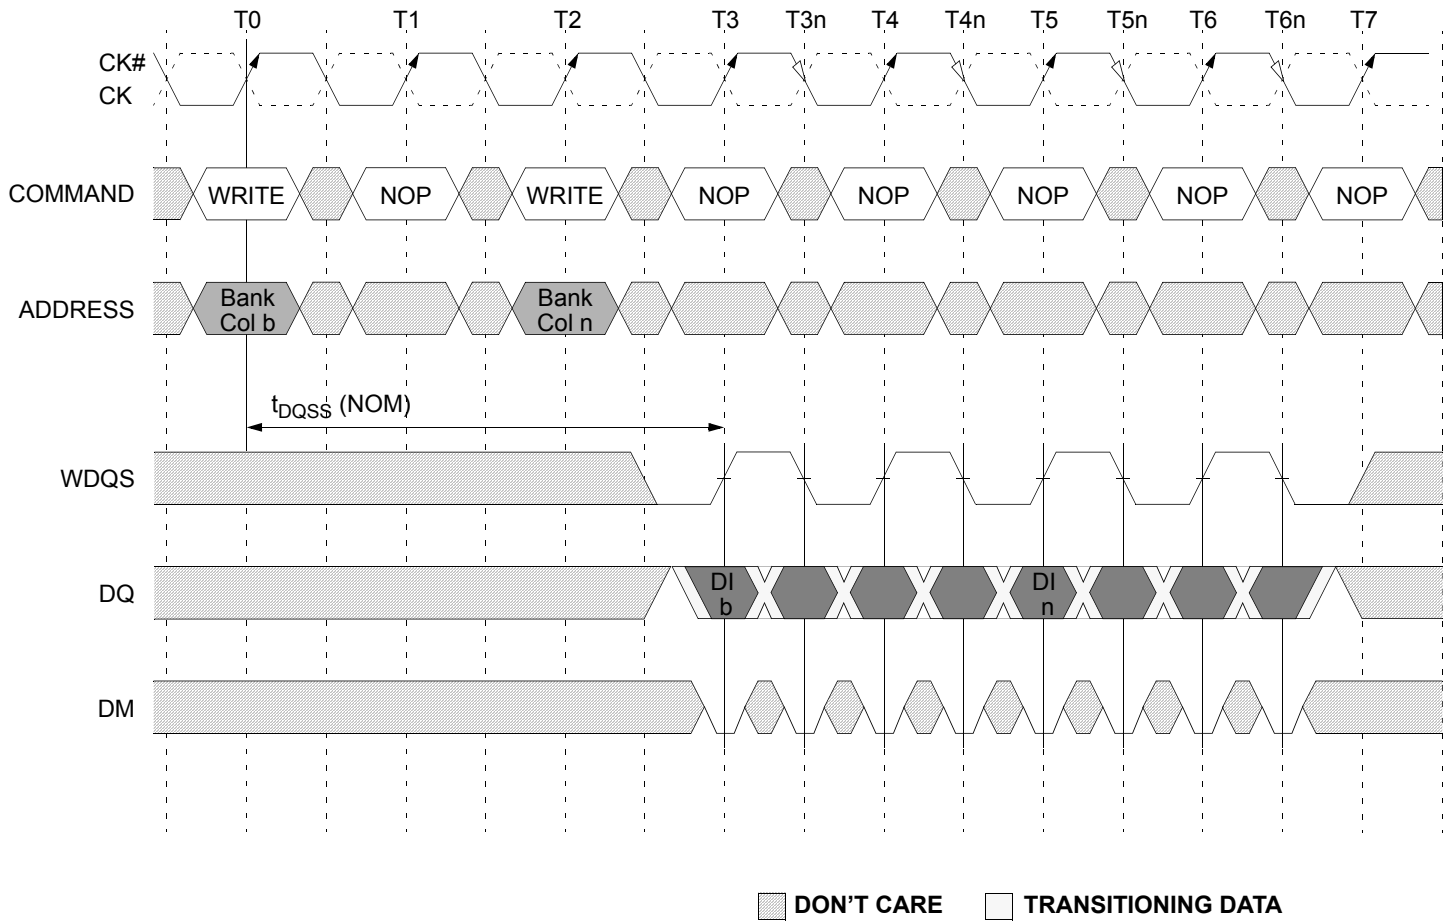 T0 T1 T2 T3 T3n T4 T4n T5 T5n T6 T6n T7
CK#
CK
COMMAND WRITE NOP WRITE NOP NOP NOP NOP NOP
ADDRESS Bank Col b Bank Col n
tDQSS (NOM)
WDQS
DQ DI b DI n
DM
DON'T CARE TRANSITIONING DATA